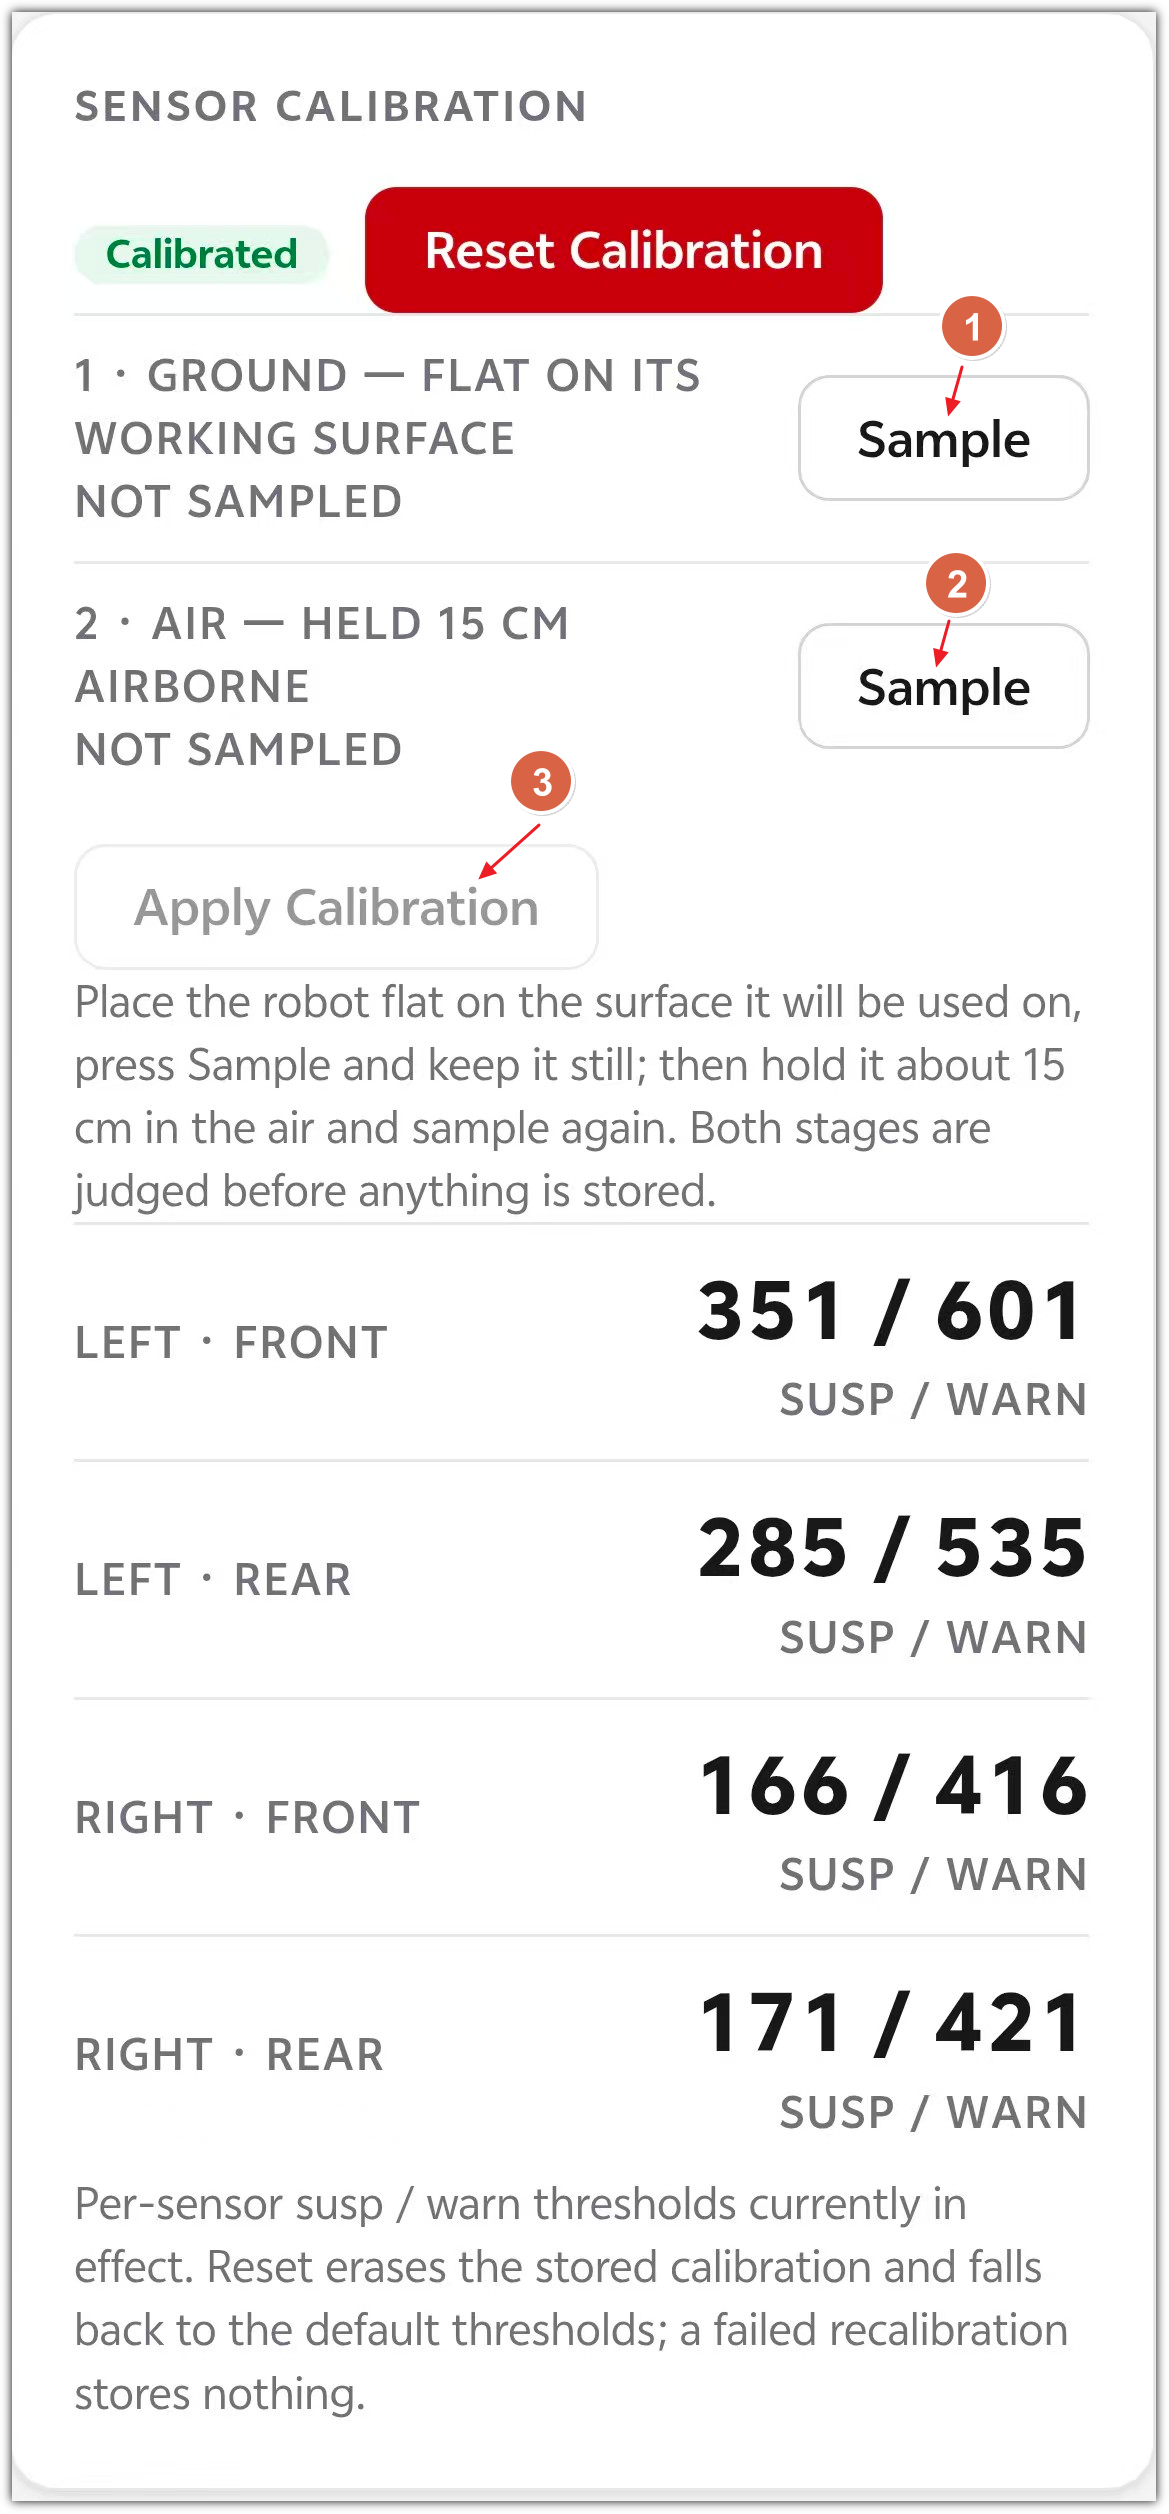 SENSOR CALIBRATION
Calibrated
Reset Calibration
1
1 · GROUND — FLAT ON ITS
WORKING SURFACE
NOT SAMPLED
Sample
2
2 · AIR — HELD 15 CM
AIRBORNE
NOT SAMPLED
Sample
3
Apply Calibration
Place the robot flat on the surface it will be used on,
press Sample and keep it still; then hold it about 15
cm in the air and sample again. Both stages are
judged before anything is stored.
LEFT · FRONT
351 / 601
SUSP / WARN
LEFT · REAR
285 / 535
SUSP / WARN
RIGHT · FRONT
166 / 416
SUSP / WARN
RIGHT · REAR
171 / 421
SUSP / WARN
Per-sensor susp / warn thresholds currently in
effect. Reset erases the stored calibration and falls
back to the default thresholds; a failed recalibration
stores nothing.